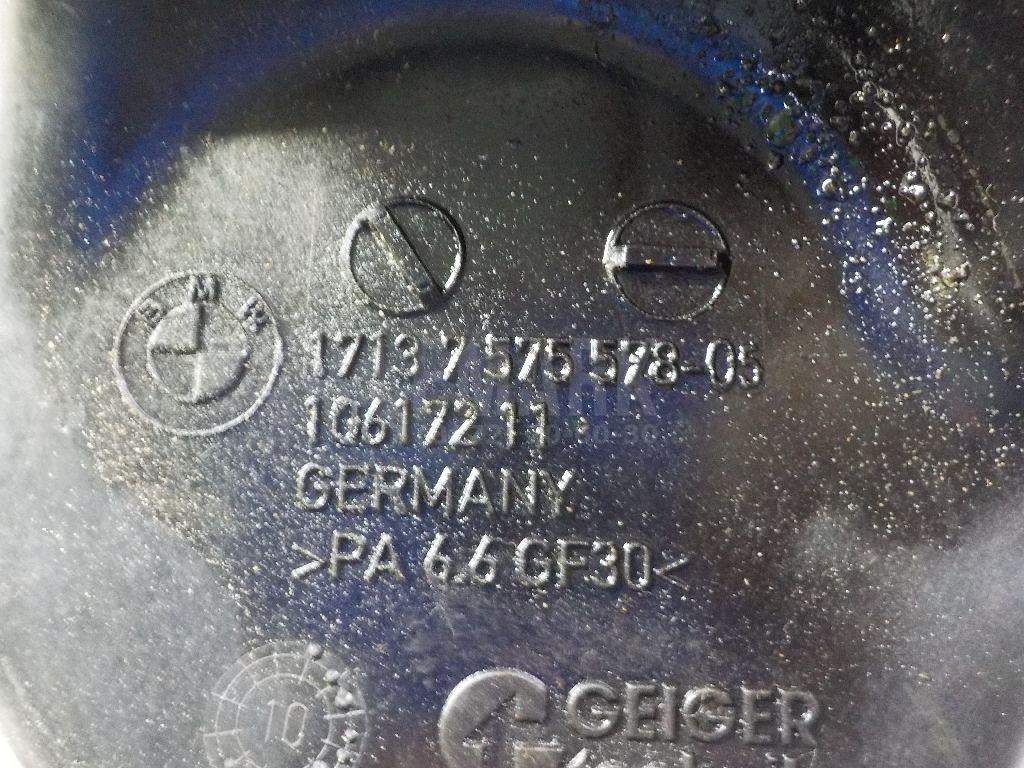 BMW
1713 7 575 578-05
10617211
GERMANY
>PA 6.6 GF30<
10
GEIGER